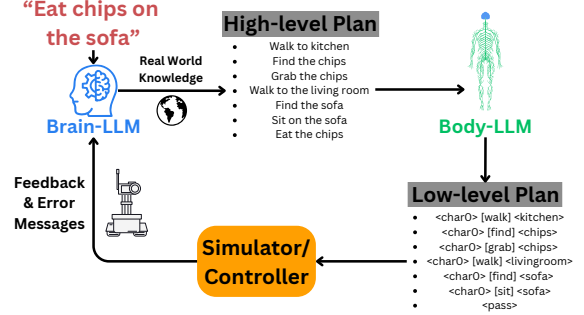 “Eat chips on
the sofa”
Real World
Knowledge
Brain-LLM
High-level Plan
• Walk to kitchen
• Find the chips
• Grab the chips
• Walk to the living room
• Find the sofa
• Sit on the sofa
• Eat the chips
Body-LLM
Low-level Plan
• <char0> [walk] <kitchen>
• <char0> [find] <chips>
• <char0> [grab] <chips>
• <char0> [walk] <livingroom>
• <char0> [find] <sofa>
• <char0> [sit] <sofa>
• <pass>
Simulator/
Controller
Feedback
& Error
Messages